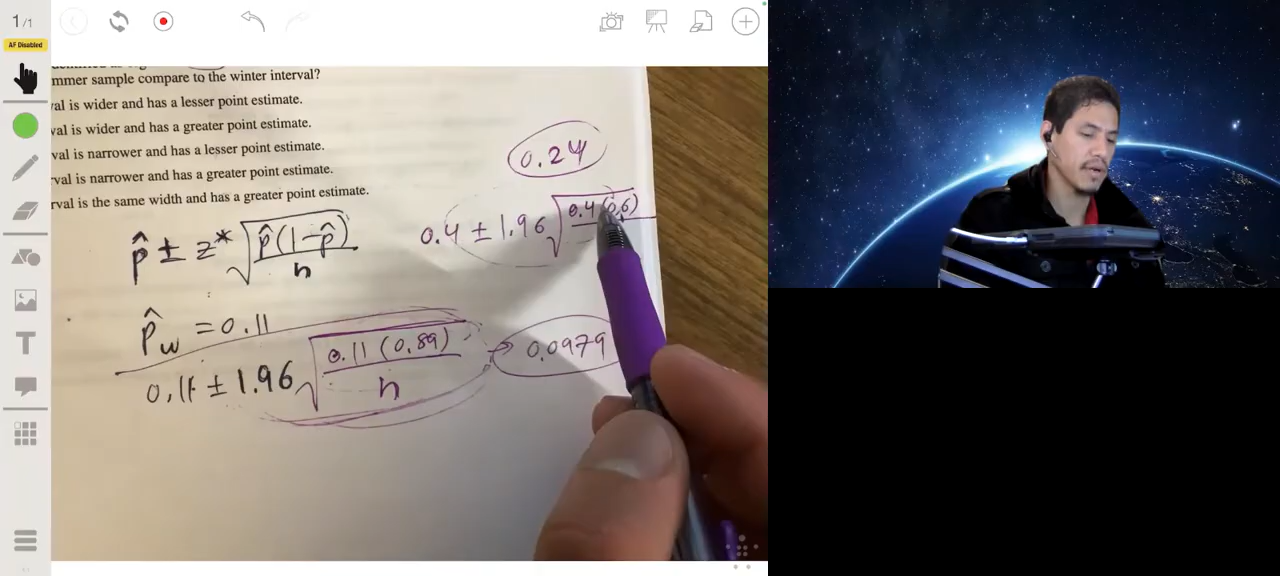 1/1
AF Disabled
mmer sample compare to the winter interval?
val is wider and has a lesser point estimate.
val is wider and has a greater point estimate.
val is narrower and has a lesser point estimate.
rval is narrower and has a greater point estimate.
rval is the same width and has a greater point estimate.
0.24
0.4 ± 1.96 √0.4(0.6)
p̂ ± z* √p̂(1-p̂)/n
p̂w = 0.11
0.11 ± 1.96 √0.11(0.89)/n → 0.0979
T